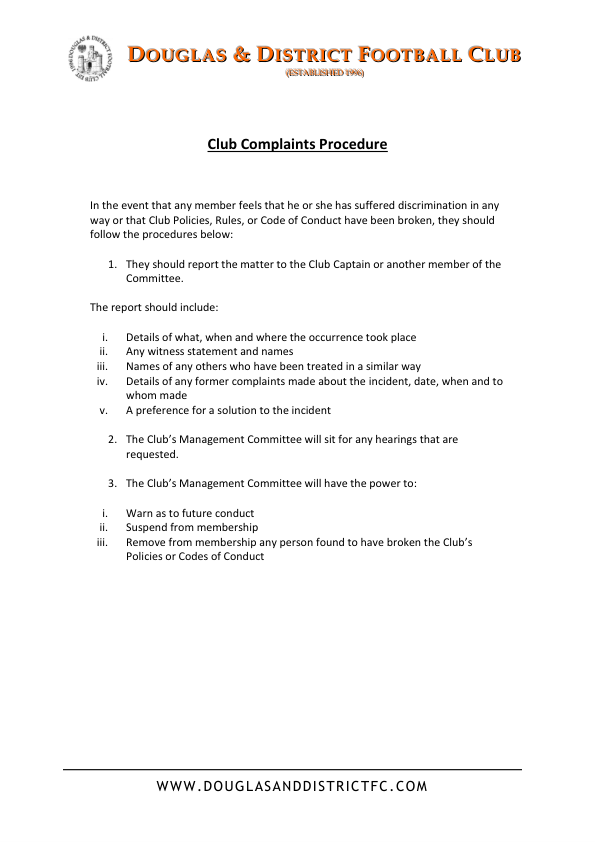 DOUGLAS & DISTRICT FOOTBALL CLUB
(ESTABLISHED 1996)
DOUGLAS & DISTRICT FOOTBALL CLUB EST 1996
Club Complaints Procedure
In the event that any member feels that he or she has suffered discrimination in any
way or that Club Policies, Rules, or Code of Conduct have been broken, they should
follow the procedures below:
1. They should report the matter to the Club Captain or another member of the
Committee.
The report should include:
i. Details of what, when and where the occurrence took place
ii. Any witness statement and names
iii. Names of any others who have been treated in a similar way
iv. Details of any former complaints made about the incident, date, when and to
whom made
v. A preference for a solution to the incident
2. The Club’s Management Committee will sit for any hearings that are
requested.
3. The Club’s Management Committee will have the power to:
i. Warn as to future conduct
ii. Suspend from membership
iii. Remove from membership any person found to have broken the Club’s
Policies or Codes of Conduct
WWW.DOUGLASANDDISTRICTFC.COM